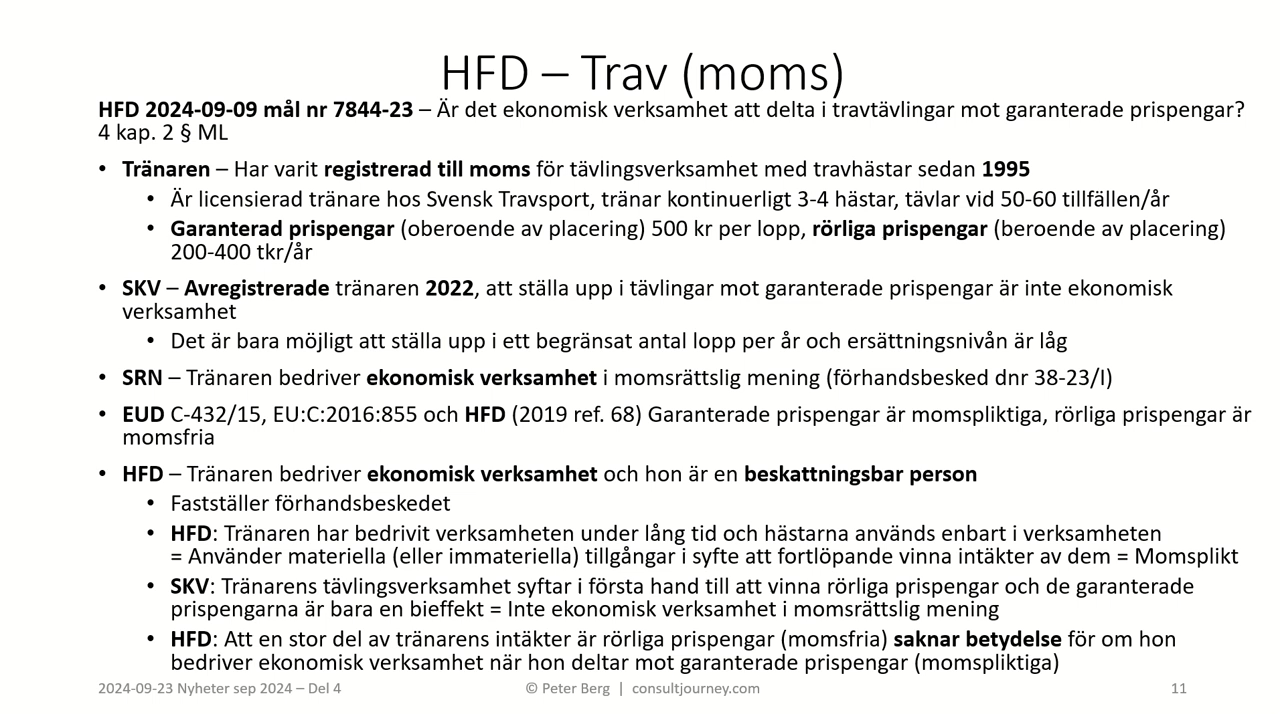 HFD – Trav (moms)
HFD 2024-09-09 mål nr 7844-23 – Är det ekonomisk verksamhet att delta i travtävlingar mot garanterade prispengar?
4 kap. 2 § ML
• Tränaren – Har varit registrerad till moms för tävlingsverksamhet med travhästar sedan 1995
• Är licensierad tränare hos Svensk Travsport, tränar kontinuerligt 3-4 hästar, tävlar vid 50-60 tillfällen/år
• Garanterad prispengar (oberoende av placering) 500 kr per lopp, rörliga prispengar (beroende av placering)
200-400 tkr/år
• SKV – Avregistrerade tränaren 2022, att ställa upp i tävlingar mot garanterade prispengar är inte ekonomisk
verksamhet
• Det är bara möjligt att ställa upp i ett begränsat antal lopp per år och ersättningsnivån är låg
• SRN – Tränaren bedriver ekonomisk verksamhet i momsrättslig mening (förhandsbesked dnr 38-23/I)
• EUD C-432/15, EU:C:2016:855 och HFD (2019 ref. 68) Garanterade prispengar är momspliktiga, rörliga prispengar är
momsfria
• HFD – Tränaren bedriver ekonomisk verksamhet och hon är en beskattningsbar person
• Fastställer förhandsbeskedet
• HFD: Tränaren har bedrivit verksamheten under lång tid och hästarna används enbart i verksamheten
= Använder materiella (eller immateriella) tillgångar i syfte att fortlöpande vinna intäkter av dem = Momsplikt
• SKV: Tränarens tävlingsverksamhet syftar i första hand till att vinna rörliga prispengar och de garanterade
prispengarna är bara en bieffekt = Inte ekonomisk verksamhet i momsrättslig mening
• HFD: Att en stor del av tränarens intäkter är rörliga prispengar (momsfria) saknar betydelse för om hon
bedriver ekonomisk verksamhet när hon deltar mot garanterade prispengar (momspliktiga)
2024-09-23 Nyheter sep 2024 – Del 4
© Peter Berg | consultjourney.com
11